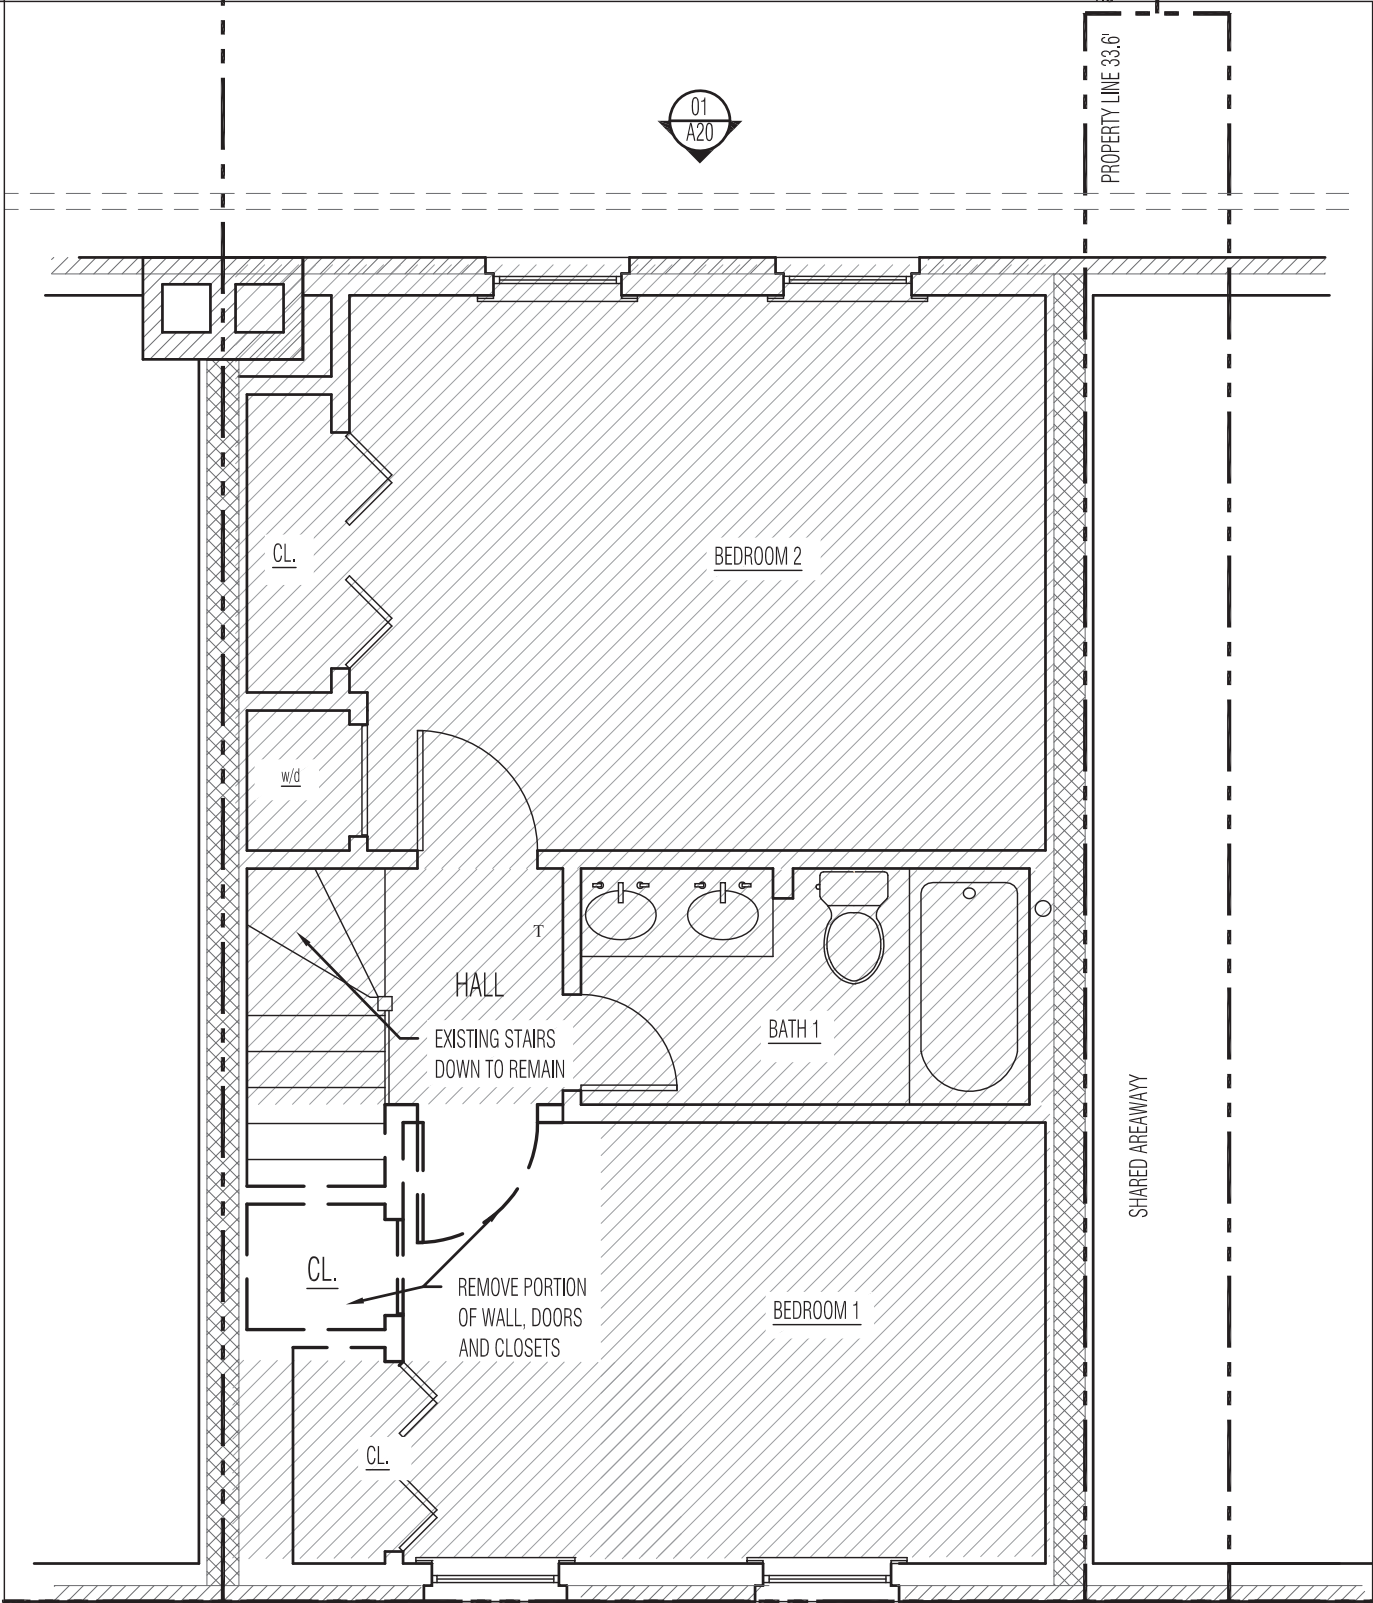 01
A20
PROPERTY LINE 33.6'
CL.
BEDROOM 2
w/d
T
HALL
EXISTING STAIRS
DOWN TO REMAIN
BATH 1
SHARED AREAWAYY
CL.
REMOVE PORTION
OF WALL, DOORS
AND CLOSETS
BEDROOM 1
CL.